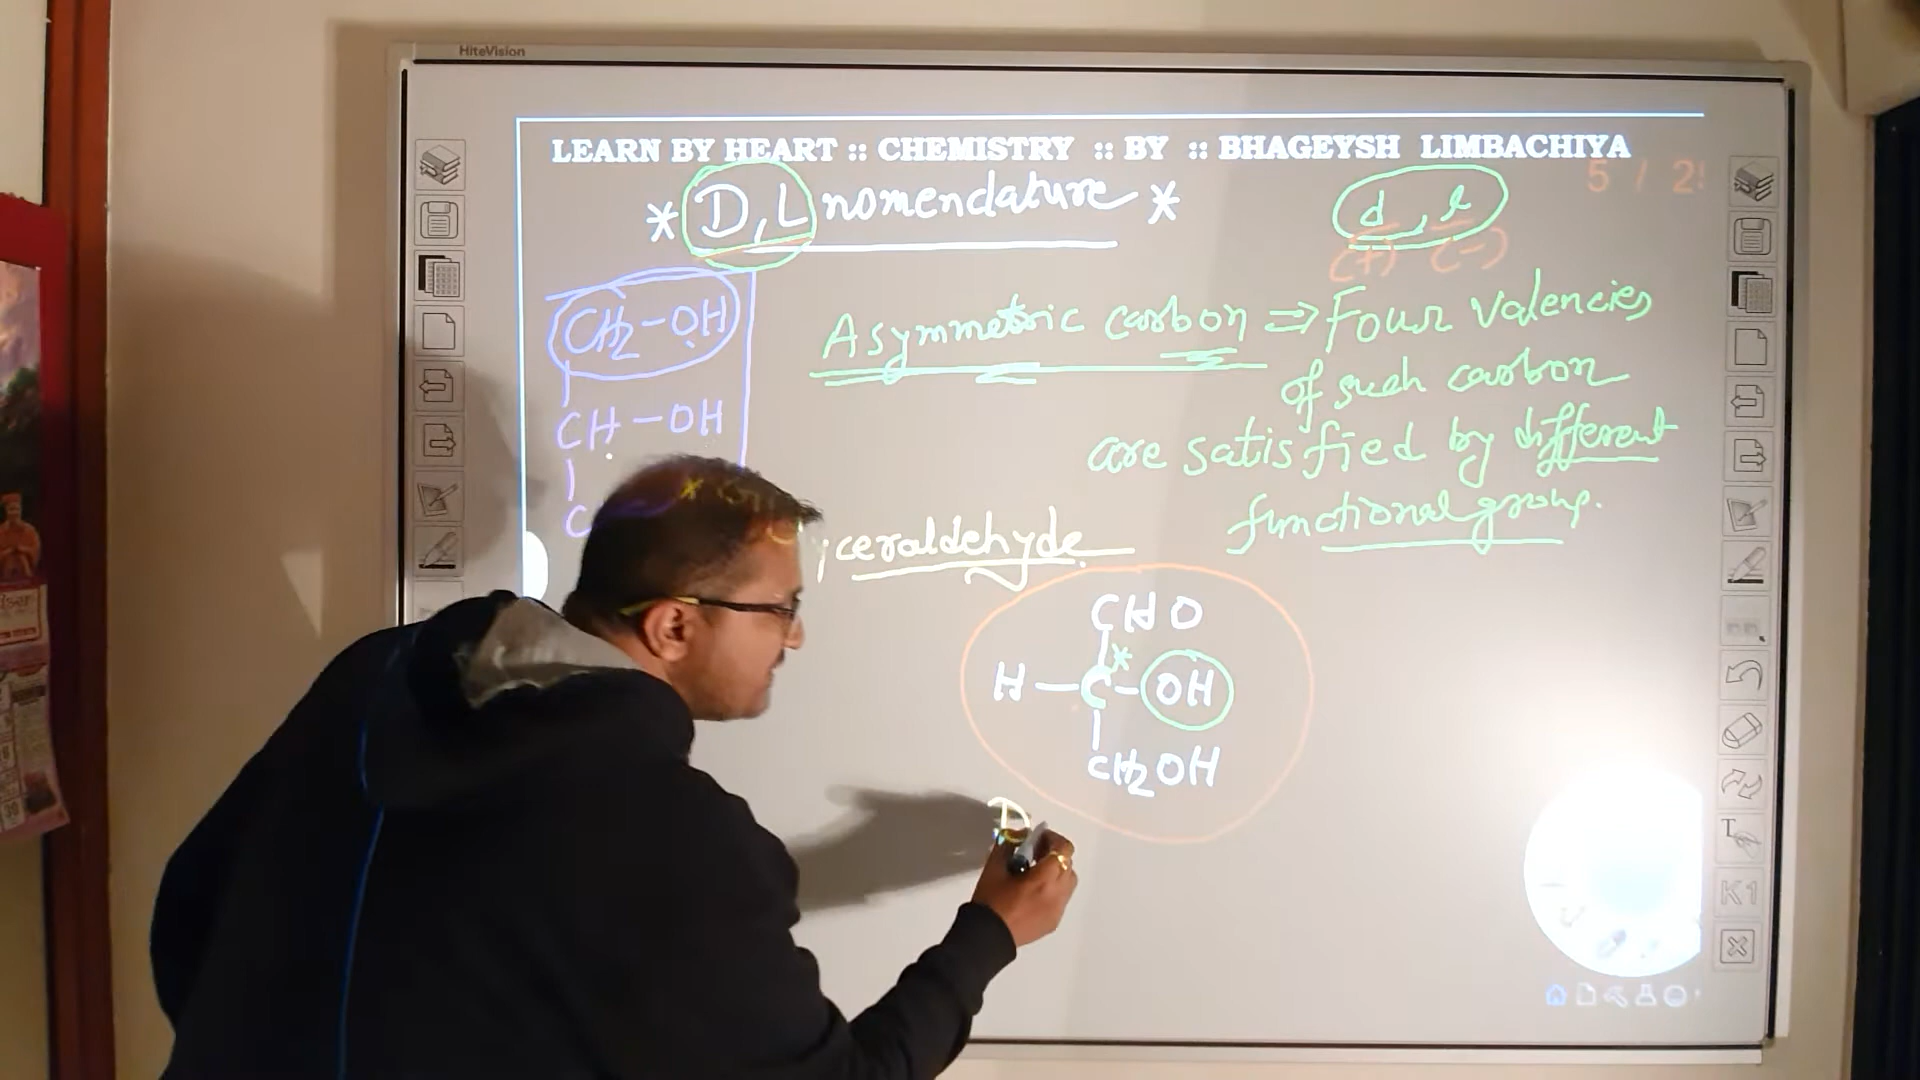 HiteVision
LEARN BY HEART :: CHEMISTRY :: BY :: BHAGEYSH LIMBACHIYA
5 / 2!
* D, L nomenclature *
d, l
(+) (-)
CH2-OH
CH-OH
C
Asymmetric carbon ⇒ Four valencies
of such carbon
are satisfied by different
functional group.
ceraldehyde
CHO
*
H-C-OH
CH2OH
D
T
K1